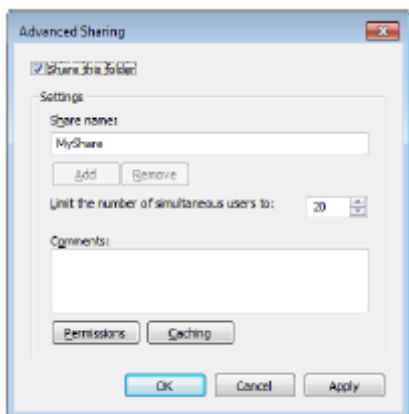 Advanced Sharing
Share this folder
Settings
Share name:
MyShare
Add Remove
Limit the number of simultaneous users to: 20
Comments:
Permissions Caching
OK Cancel Apply